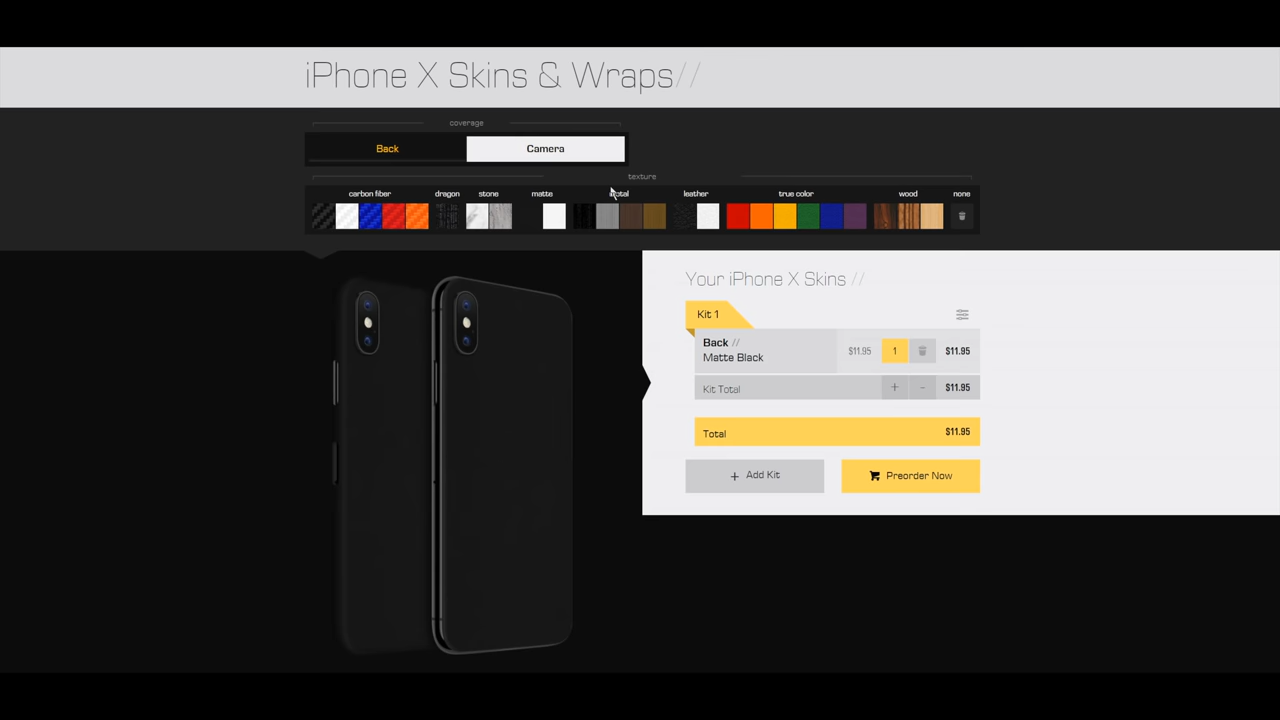 iPhone X Skins & Wraps//
coverage
Back Camera
texture
carbon fiber dragon stone matte metal leather true color wood none
Your iPhone X Skins //
Kit 1
Back // 
Matte Black $11.95 1 $11.95
Kit Total + - $11.95
Total $11.95
+ Add Kit Preorder Now